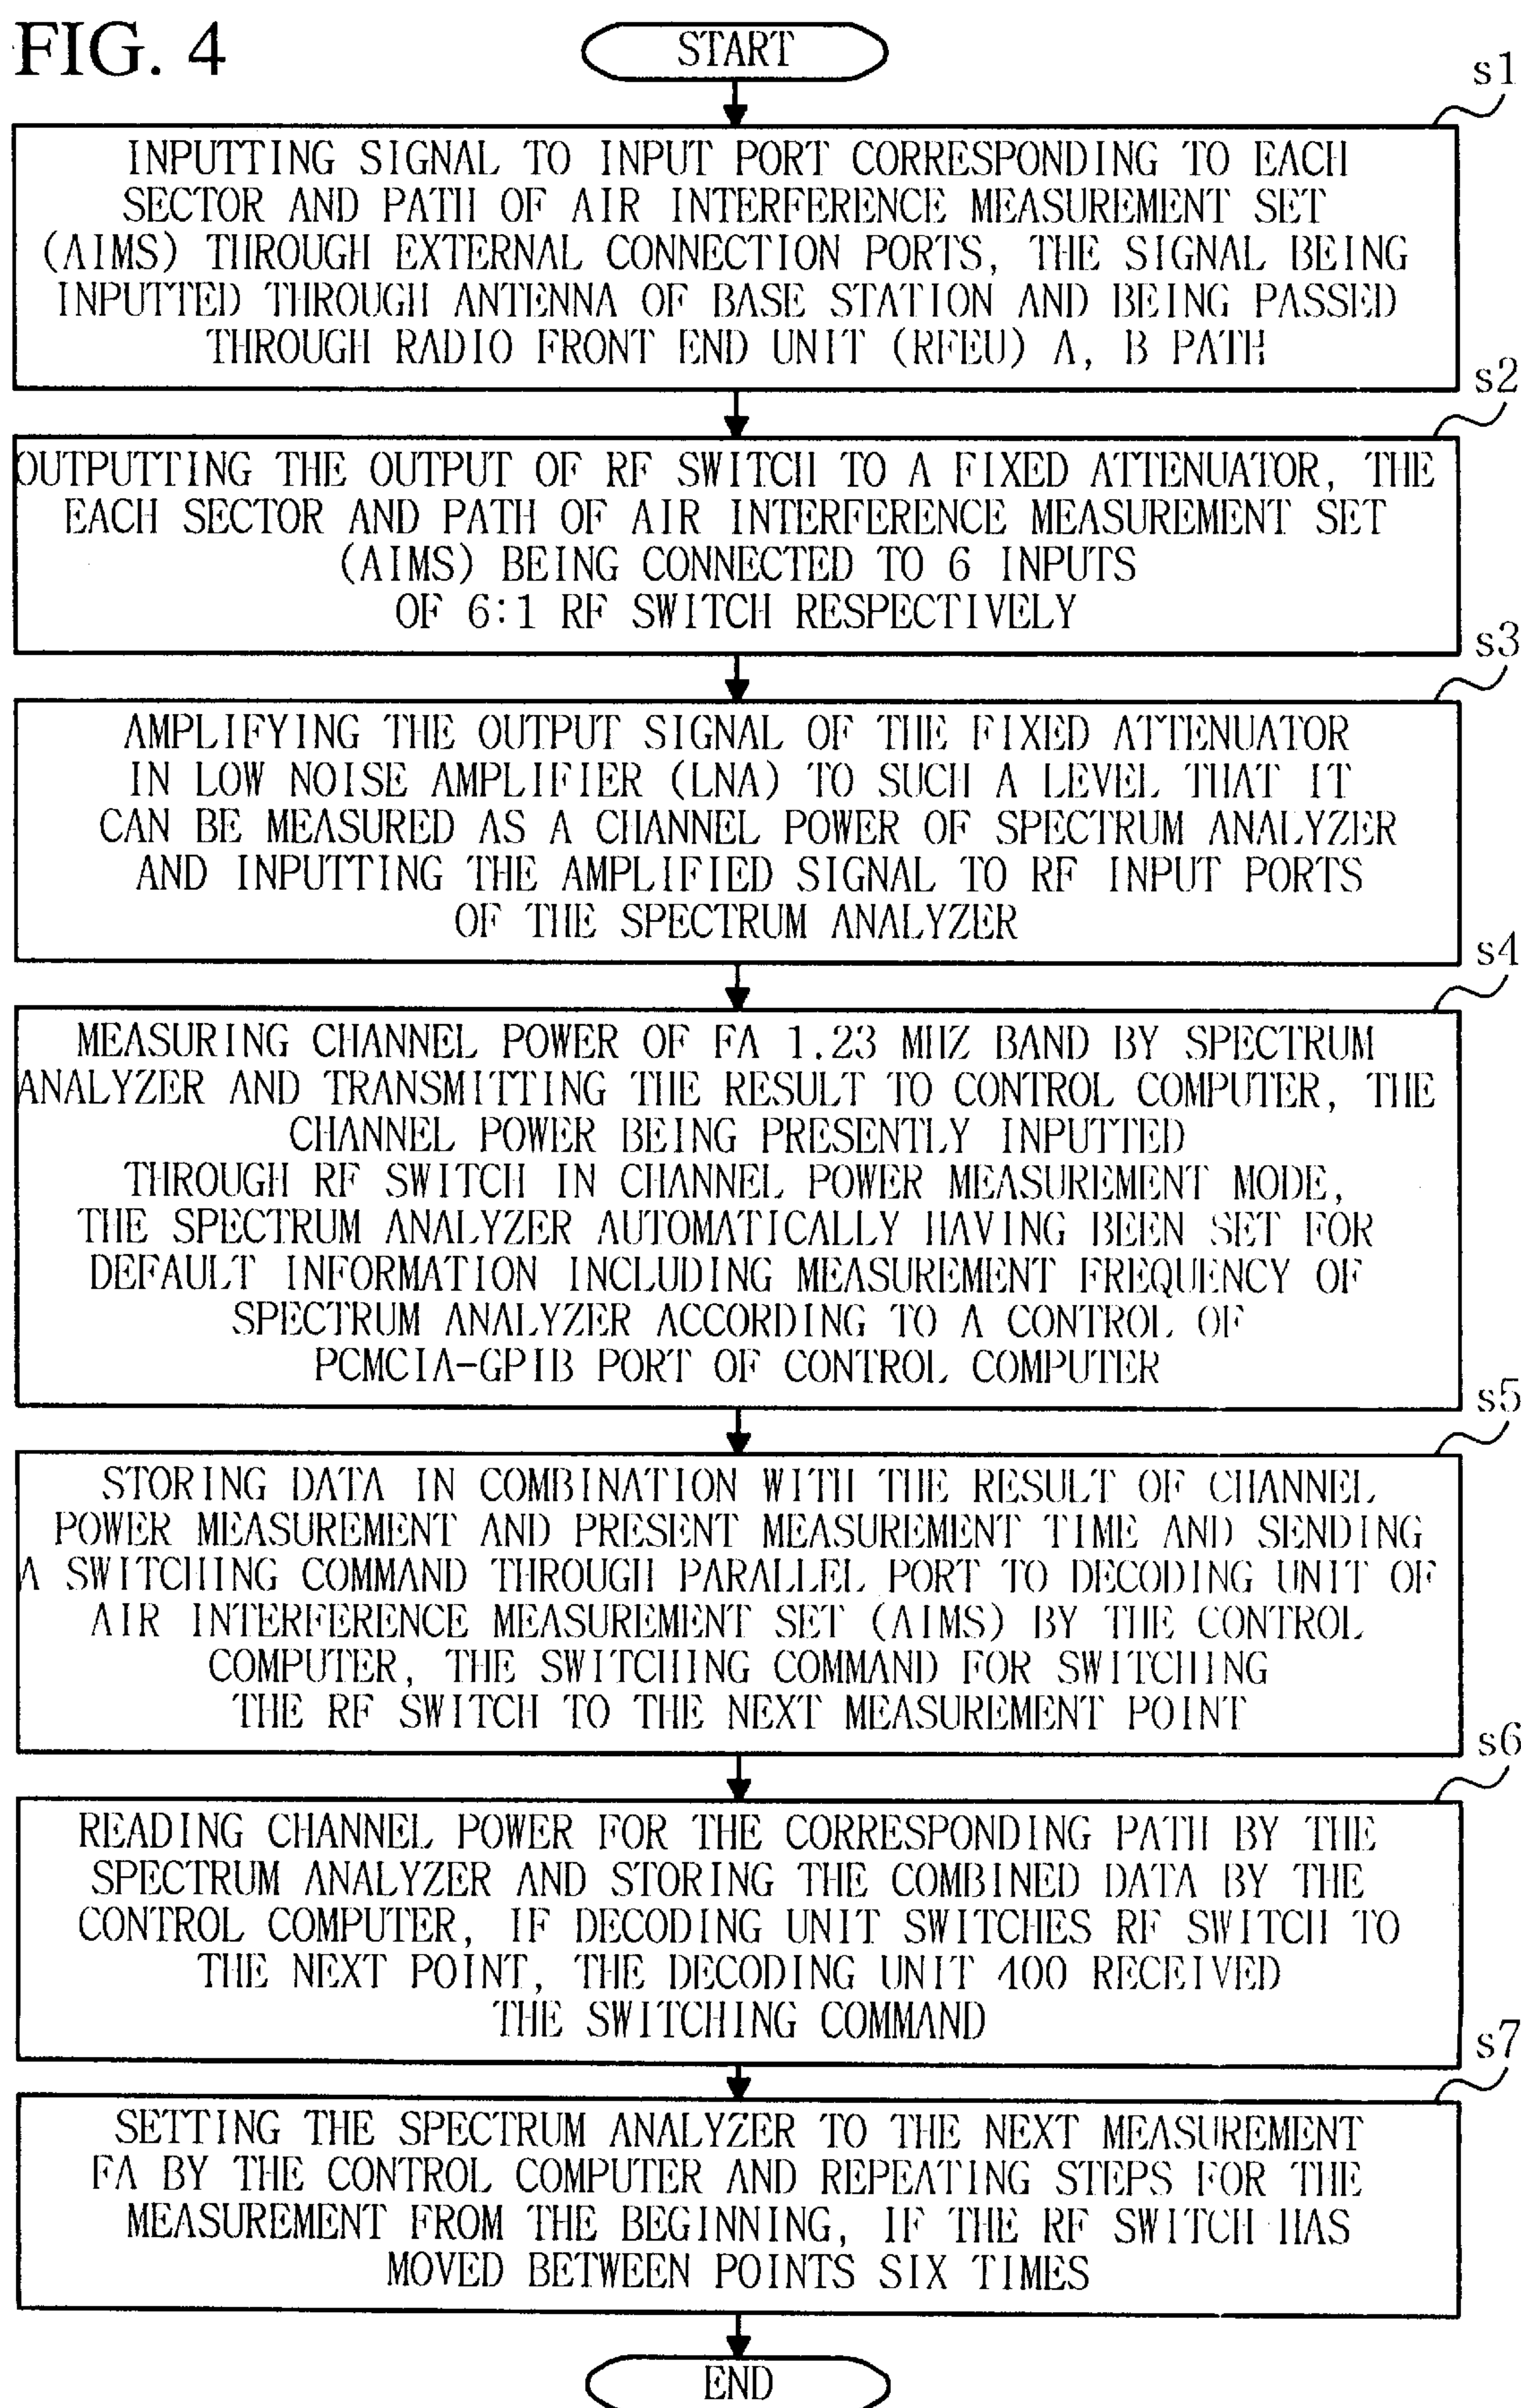 FIG. 4
START
s1
INPUTTING SIGNAL TO INPUT PORT CORRESPONDING TO EACH
SECTOR AND PATH OF AIR INTERFERENCE MEASUREMENT SET
(AIMS) THROUGH EXTERNAL CONNECTION PORTS, THE SIGNAL BEING
INPUTTED THROUGH ANTENNA OF BASE STATION AND BEING PASSED
THROUGH RADIO FRONT END UNIT (RFEU) A, B PATH
s2
OUTPUTTING THE OUTPUT OF RF SWITCH TO A FIXED ATTENUATOR, THE
EACH SECTOR AND PATH OF AIR INTERFERENCE MEASUREMENT SET
(AIMS) BEING CONNECTED TO 6 INPUTS
OF 6:1 RF SWITCH RESPECTIVELY
s3
AMPLIFYING THE OUTPUT SIGNAL OF THE FIXED ATTENUATOR
IN LOW NOISE AMPLIFIER (LNA) TO SUCH A LEVEL THAT IT
CAN BE MEASURED AS A CHANNEL POWER OF SPECTRUM ANALYZER
AND INPUTTING THE AMPLIFIED SIGNAL TO RF INPUT PORTS
OF THE SPECTRUM ANALYZER
s4
MEASURING CHANNEL POWER OF FA 1.23 MHZ BAND BY SPECTRUM
ANALYZER AND TRANSMITTING THE RESULT TO CONTROL COMPUTER, THE
CHANNEL POWER BEING PRESENTLY INPUTTED
THROUGH RF SWITCH IN CHANNEL POWER MEASUREMENT MODE,
THE SPECTRUM ANALYZER AUTOMATICALLY HAVING BEEN SET FOR
DEFAULT INFORMATION INCLUDING MEASUREMENT FREQUENCY OF
SPECTRUM ANALYZER ACCORDING TO A CONTROL OF
PCMCIA-GPIB PORT OF CONTROL COMPUTER
s5
STORING DATA IN COMBINATION WITH THE RESULT OF CHANNEL
POWER MEASUREMENT AND PRESENT MEASUREMENT TIME AND SENDING
A SWITCHING COMMAND THROUGH PARALLEL PORT TO DECODING UNIT OF
AIR INTERFERENCE MEASUREMENT SET (AIMS) BY THE CONTROL
COMPUTER, THE SWITCHING COMMAND FOR SWITCHING
THE RF SWITCH TO THE NEXT MEASUREMENT POINT
s6
READING CHANNEL POWER FOR THE CORRESPONDING PATH BY THE
SPECTRUM ANALYZER AND STORING THE COMBINED DATA BY THE
CONTROL COMPUTER, IF DECODING UNIT SWITCHES RF SWITCH TO
THE NEXT POINT, THE DECODING UNIT 400 RECEIVED
THE SWITCHING COMMAND
s7
SETTING THE SPECTRUM ANALYZER TO THE NEXT MEASUREMENT
FA BY THE CONTROL COMPUTER AND REPEATING STEPS FOR THE
MEASUREMENT FROM THE BEGINNING, IF THE RF SWITCH HAS
MOVED BETWEEN POINTS SIX TIMES
END